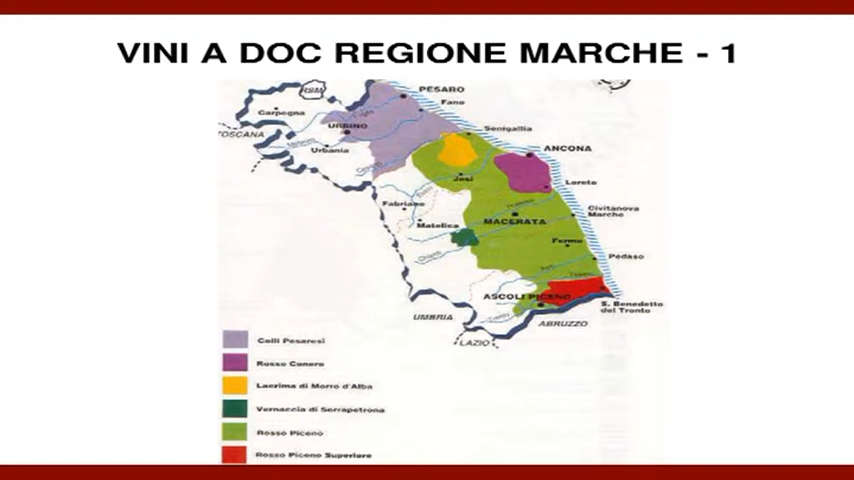 VINI A DOC REGIONE MARCHE - 1
RSM
PESARO
Carpegna
Fano
URBINO
Senigallia
TOSCANA
Urbania
ANCONA
Jesi
Loreto
Fabriano
Civitanova
Marche
Matelica
MACERATA
Fermo
Pedaso
ASCOLI PICENO
S. Benedetto
del Tronto
UMBRIA
ABRUZZO
LAZIO
Colli Pesaresi
Rosso Conero
Lacrima di Morro d'Alba
Vernaccia di Serrapetrona
Rosso Piceno
Rosso Piceno Superiore